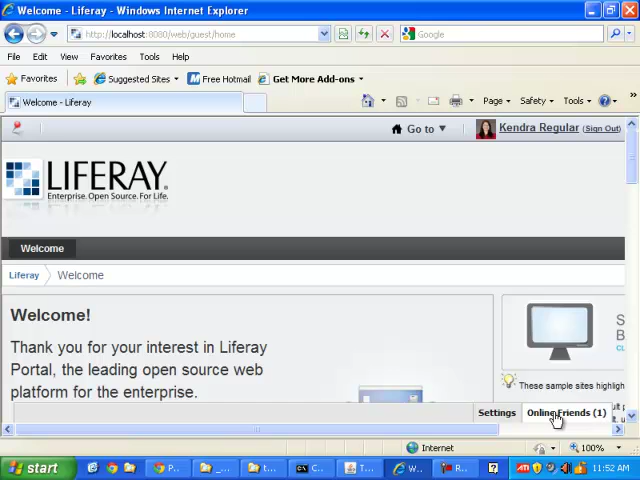 Welcome - Liferay - Windows Internet Explorer
http://localhost:8080/web/guest/home
Google
File Edit View Favorites Tools Help
Favorites Suggested Sites Free Hotmail Get More Add-ons
Welcome - Liferay
Page Safety Tools
Go to Kendra Regular (Sign Out)
LIFERAY.
Enterprise. Open Source. For Life.
Welcome
Liferay Welcome
Welcome!
Thank you for your interest in Liferay
Portal, the leading open source web
platform for the enterprise.
S
B
CL
These sample sites highligh
Settings Online Friends (1)
Internet 100%
start P... _... t... C... T... W... R... 11:52 AM